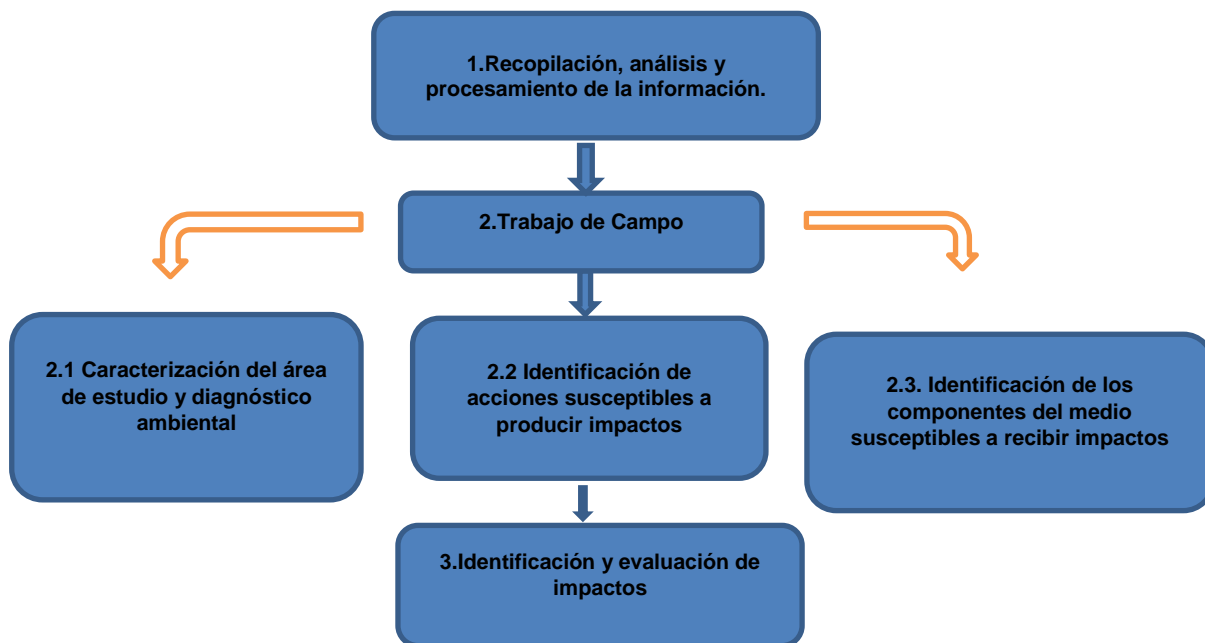 1.Recopilación, análisis y
procesamiento de la información.
2.Trabajo de Campo
2.1 Caracterización del área
de estudio y diagnóstico
ambiental
2.2 Identificación de
acciones susceptibles a
producir impactos
2.3. Identificación de los
componentes del medio
susceptibles a recibir impactos
3.Identificación y evaluación de
impactos